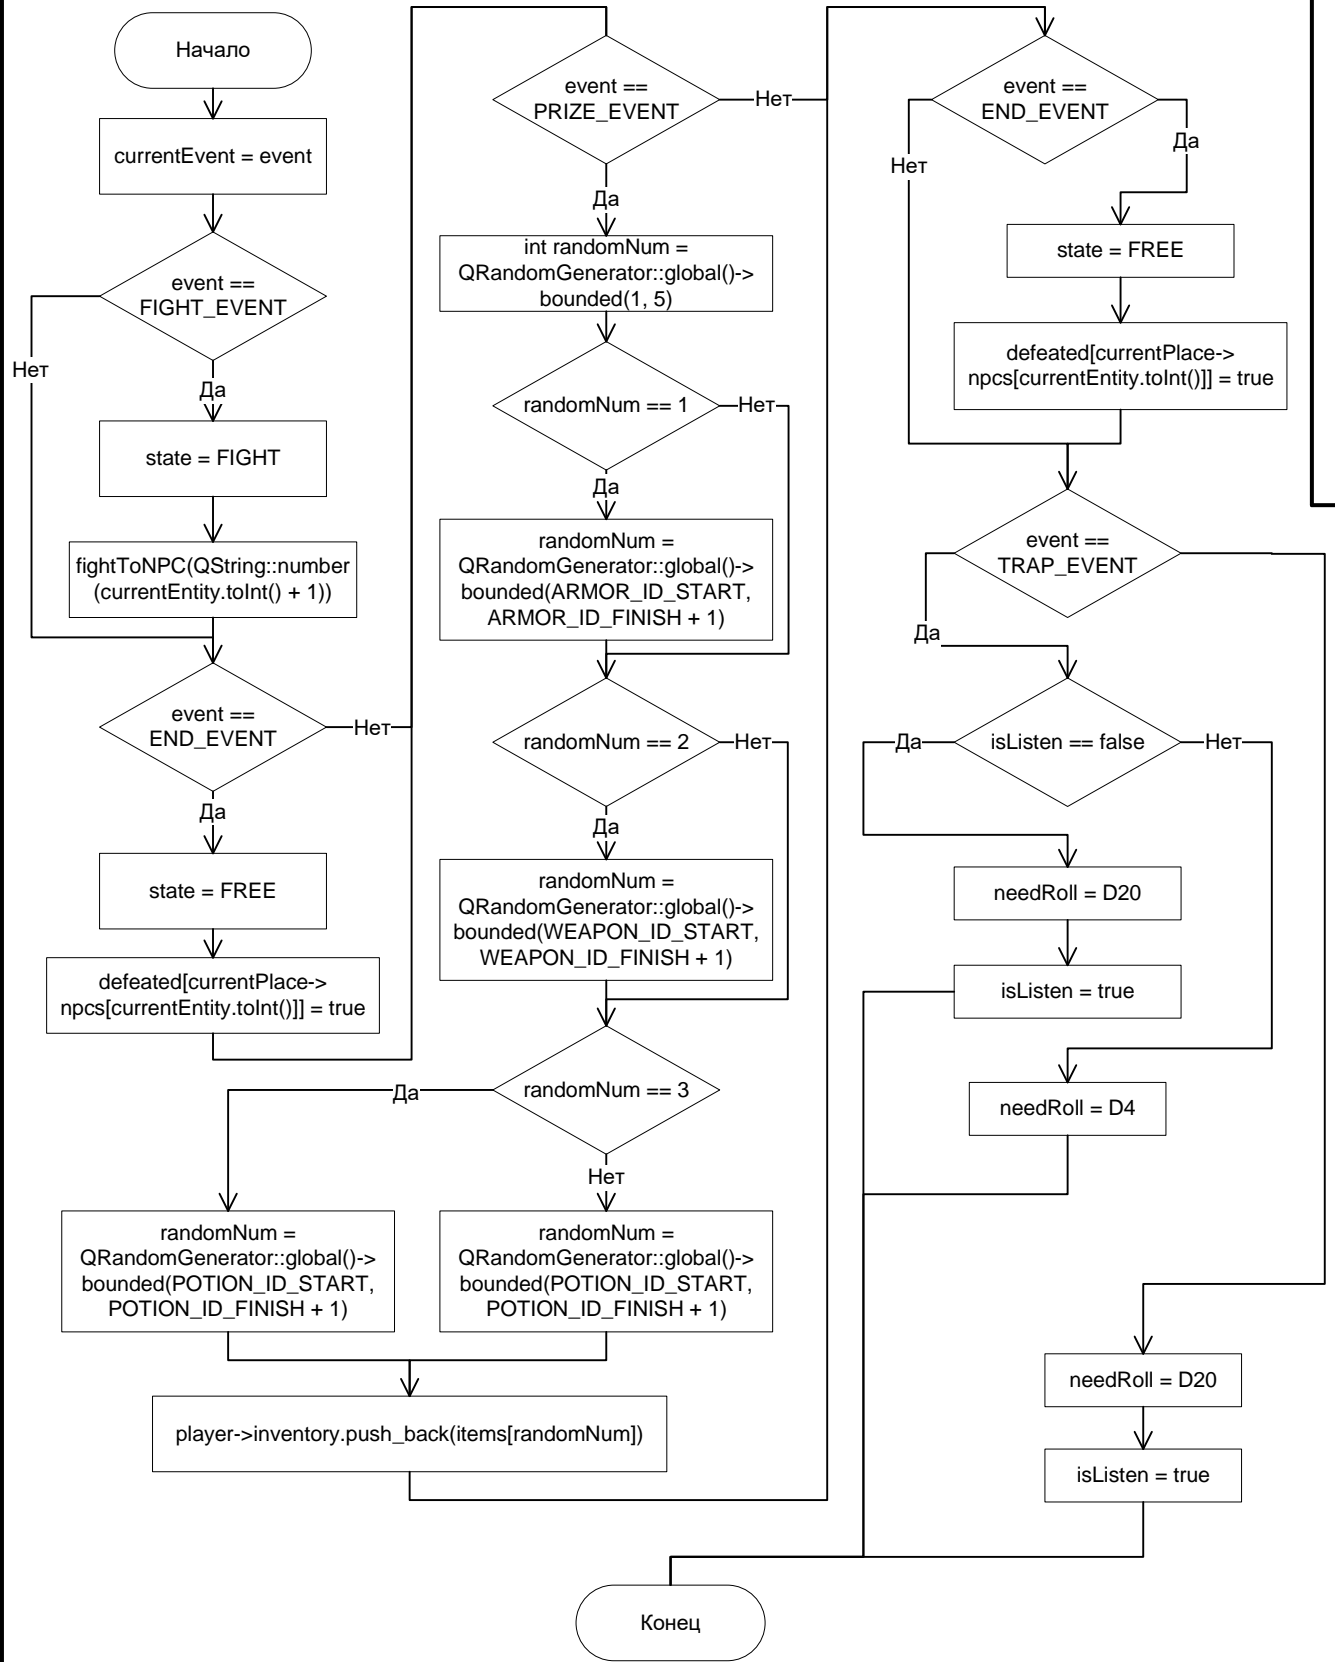 Начало
currentEvent = event
event ==
FIGHT_EVENT
Нет
Да
state = FIGHT
fightToNPC(QString::number
(currentEntity.toInt() + 1))
event ==
END_EVENT
Нет
Да
state = FREE
defeated[currentPlace->
npcs[currentEntity.toInt()]] = true
event ==
PRIZE_EVENT
Нет
Да
int randomNum =
QRandomGenerator::global()->
bounded(1, 5)
randomNum == 1
Нет
Да
randomNum =
QRandomGenerator::global()->
bounded(ARMOR_ID_START,
ARMOR_ID_FINISH + 1)
randomNum == 2
Нет
Да
randomNum =
QRandomGenerator::global()->
bounded(WEAPON_ID_START,
WEAPON_ID_FINISH + 1)
randomNum == 3
Да
Нет
randomNum =
QRandomGenerator::global()->
bounded(POTION_ID_START,
POTION_ID_FINISH + 1)
randomNum =
QRandomGenerator::global()->
bounded(POTION_ID_START,
POTION_ID_FINISH + 1)
player->inventory.push_back(items[randomNum])
event ==
END_EVENT
Да
Нет
state = FREE
defeated[currentPlace->
npcs[currentEntity.toInt()]] = true
event ==
TRAP_EVENT
Да
isListen == false
Да
Нет
needRoll = D20
isListen = true
needRoll = D4
needRoll = D20
isListen = true
Конец